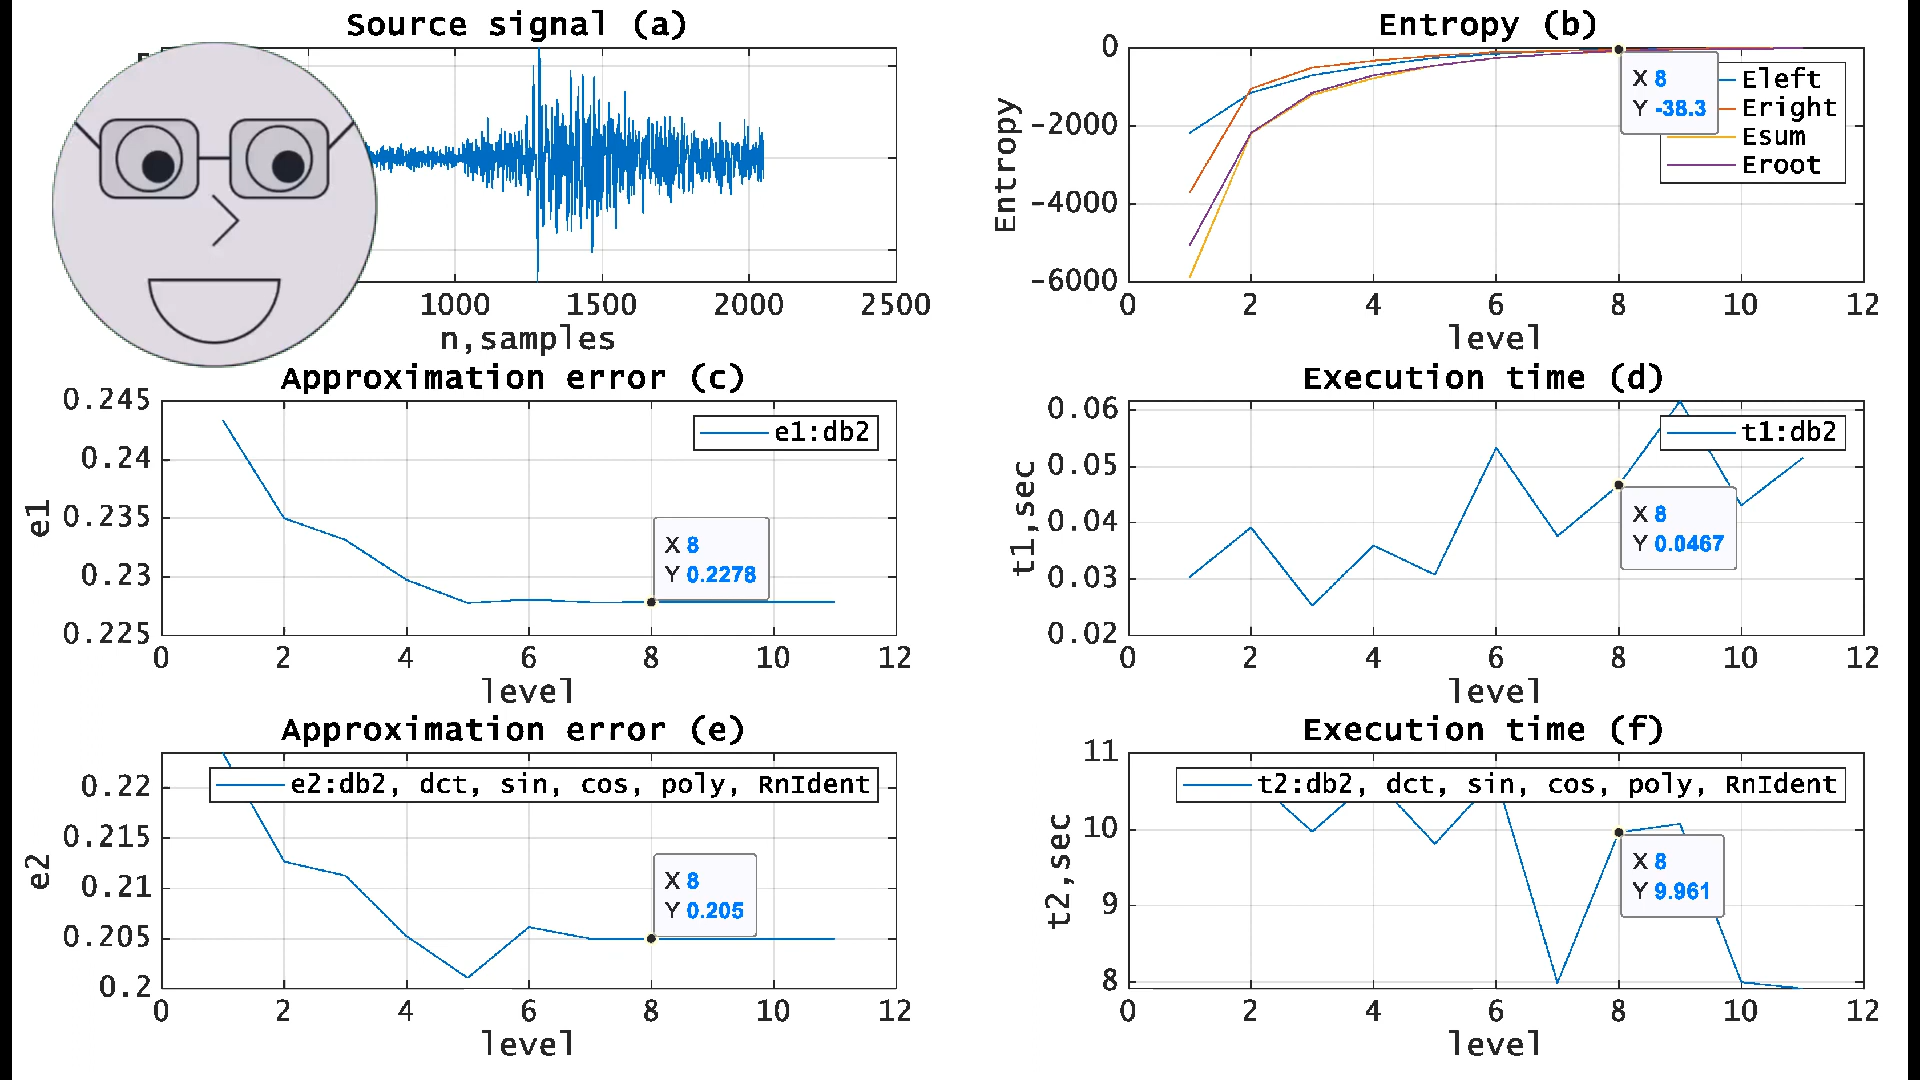 Source signal (a)
1000 1500 2000 2500
n,samples
Entropy (b)
0
-2000
-4000
-6000
Entropy
X 8
Y -38.3
Eleft
Eright
Esum
Eroot
0 2 4 6 8 10 12
level
Approximation error (c)
0.245
0.24
0.235
0.23
0.225
e1
e1:db2
X 8
Y 0.2278
0 2 4 6 8 10 12
level
Execution time (d)
0.06
0.05
0.04
0.03
0.02
t1,sec
t1:db2
X 8
Y 0.0467
0 2 4 6 8 10 12
level
Approximation error (e)
0.22
0.215
0.21
0.205
0.2
e2
e2:db2, dct, sin, cos, poly, RnIdent
X 8
Y 0.205
0 2 4 6 8 10 12
level
Execution time (f)
11
10
9
8
t2,sec
t2:db2, dct, sin, cos, poly, RnIdent
X 8
Y 9.961
0 2 4 6 8 10 12
level